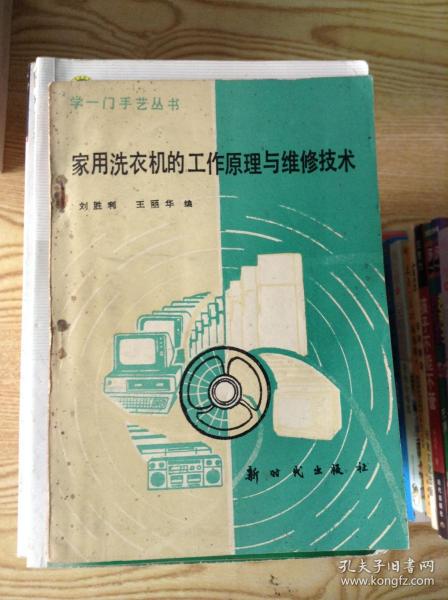 学一门手艺丛书
家用洗衣机的工作原理与维修技术
刘胜利 王丽华 编
新时代出版社
孔夫子旧书网
www.kongfz.com